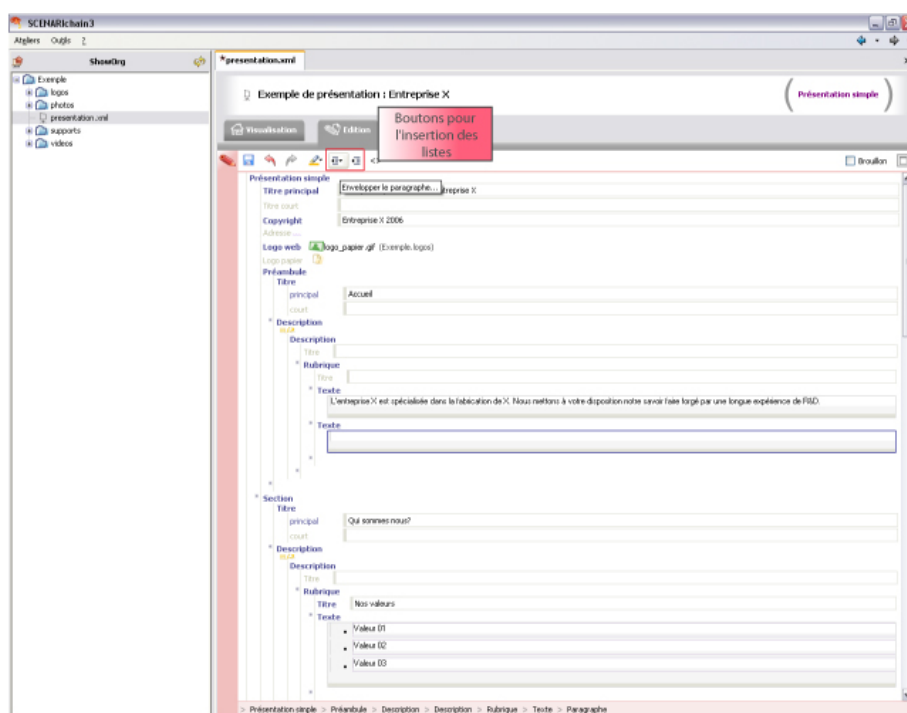 SCENARIchain3
Ateliers Outils ?
ShowOrg
*presentation.xml
Exemple
logos
photos
presentation.xml
supports
videos
Exemple de présentation : Entreprise X
Présentation simple
Visualisation
Edition
Boutons pour
l'insertion des
listes
Brouillon
Présentation simple
Titre principal
Envelopper le paragraphe...
treprise X
Titre court
Copyright Entreprise X 2006
Adresse ...
Logo web logo_papier.gif (Exemple.logos)
Logo papier
Préambule
Titre
principal Accueil
court
Description
Description
Titre
Rubrique
Titre
Texte
L'entreprise X est spécialisée dans la fabication de X. Nous mettons à votre disposition notre savoir faire forgé par une longue expérience de R&D.
Texte
Section
Titre
principal Qui sommes nous?
court
Description
Description
Titre
Rubrique
Titre Nos valeurs
Texte
Valeur 01
Valeur 02
Valeur 03
> Présentation simple > Préambule > Description > Description > Rubrique > Texte > Paragraphe